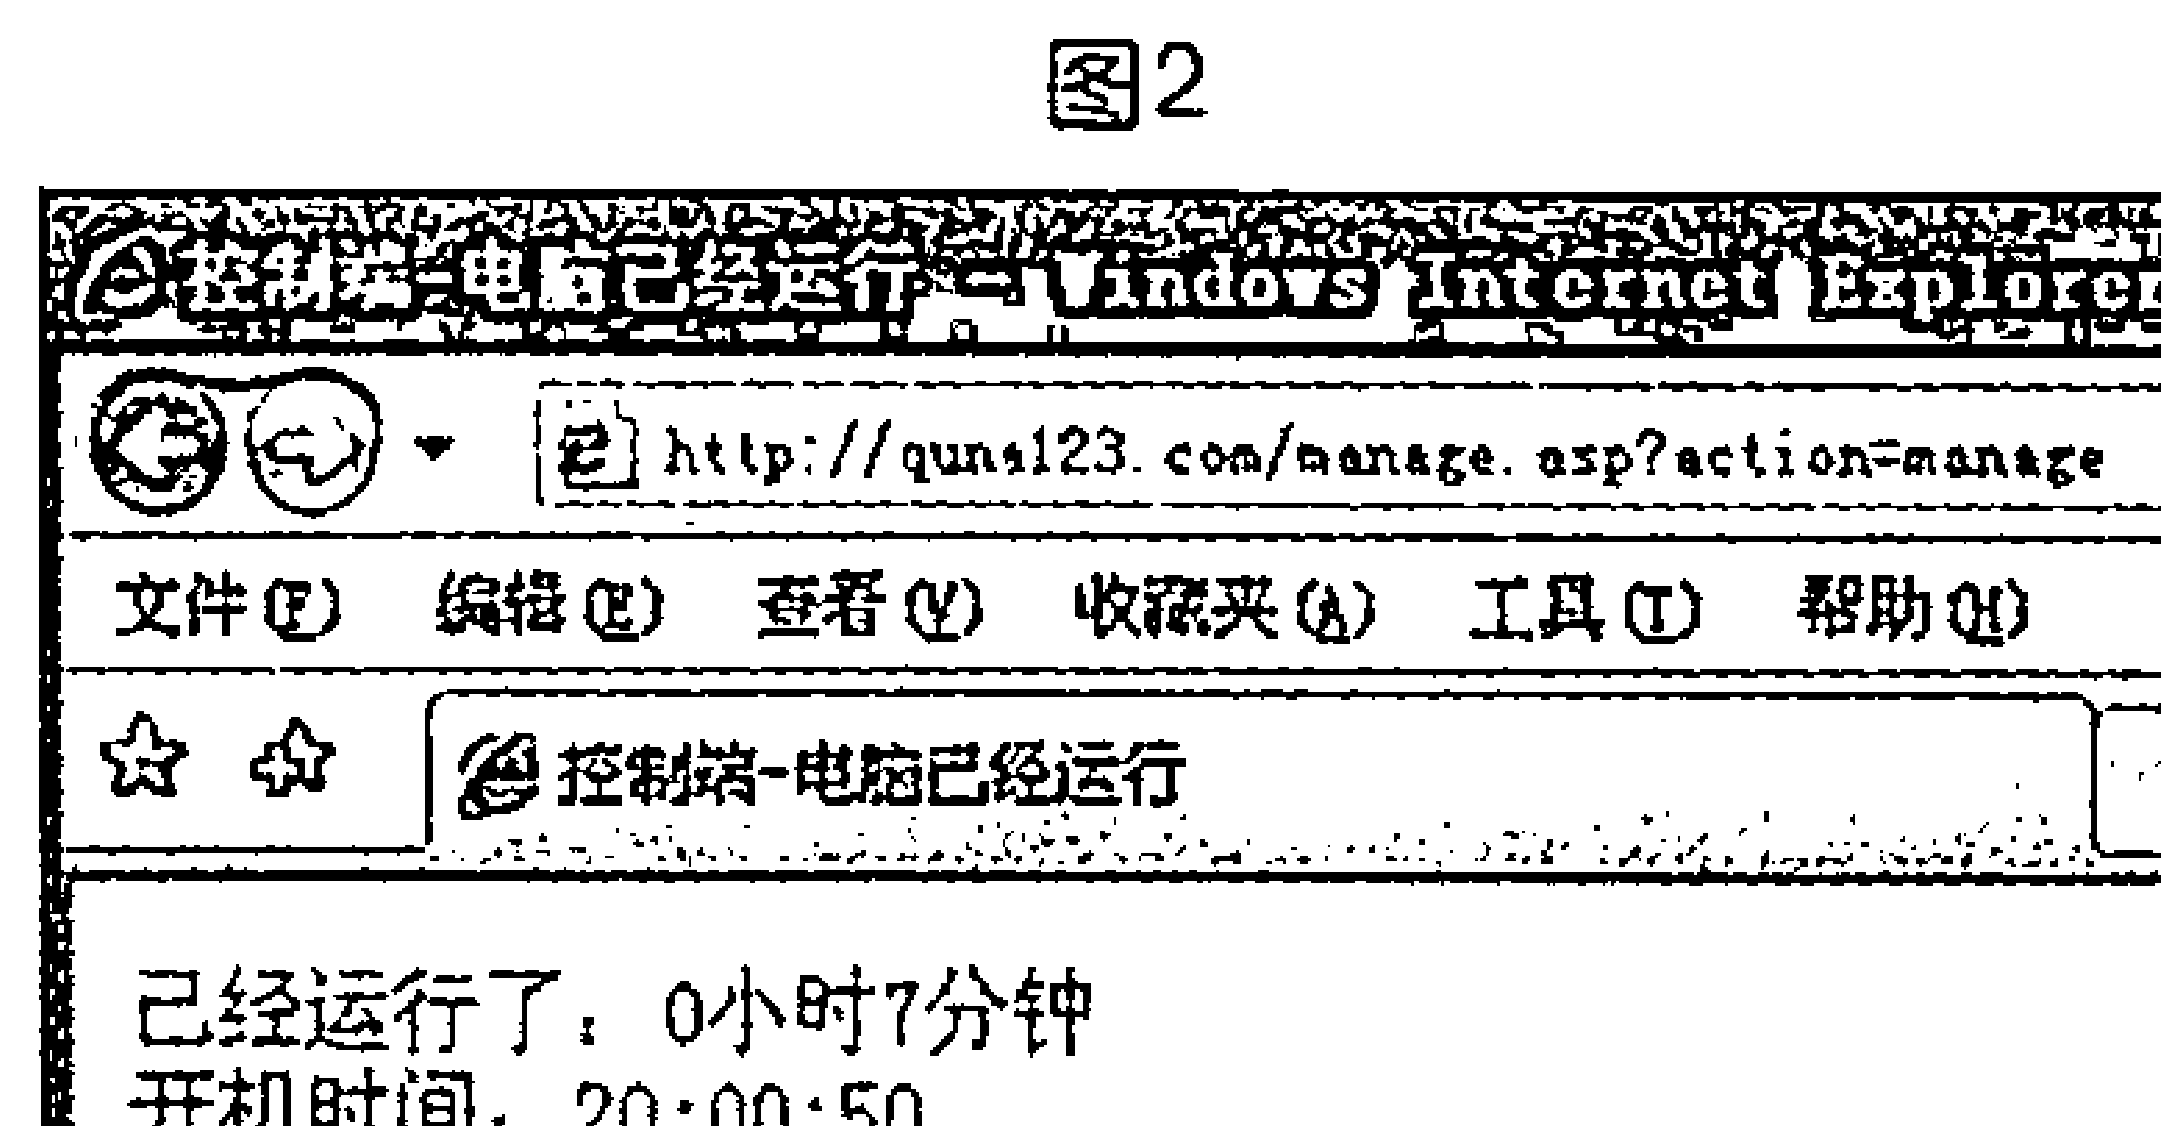 图2
控制端-电脑已经运行 - Windows Internet Explorer
http://quns123.com/manage.asp?action=manage
文件(F) 编辑(E) 查看(V) 收藏夹(A) 工具(T) 帮助(H)
控制端-电脑已经运行
已经运行了：0小时7分钟
开机时间：20:00:50